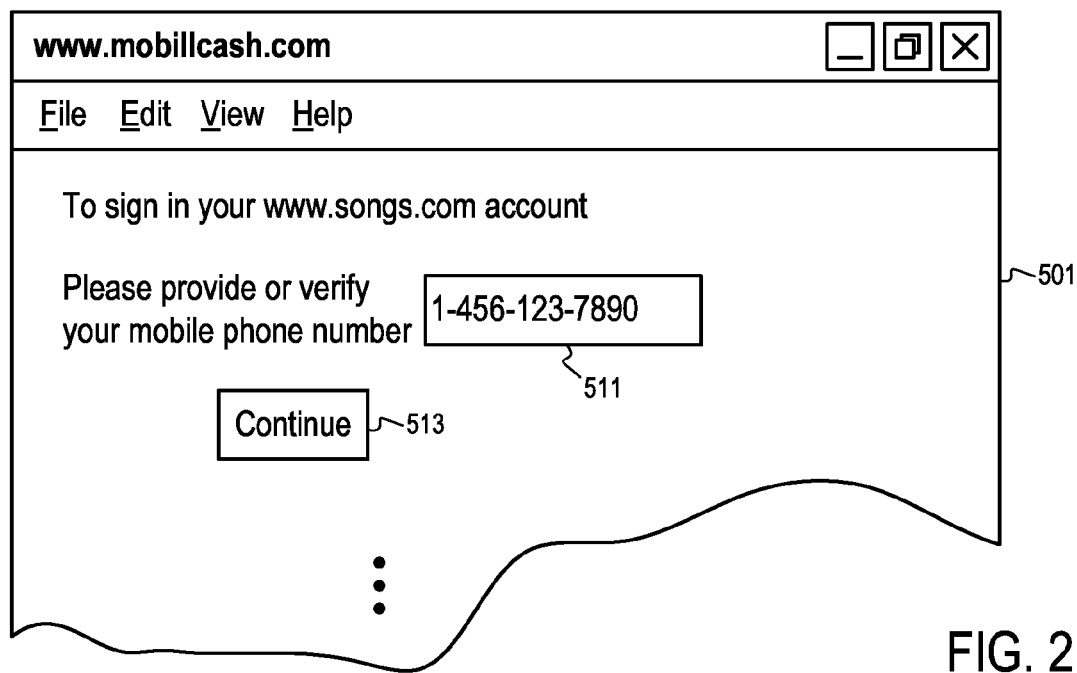 www.mobillcash.com
File Edit View Help
To sign in your www.songs.com account
Please provide or verify
your mobile phone number
1-456-123-7890
501
511
Continue
513
FIG. 2